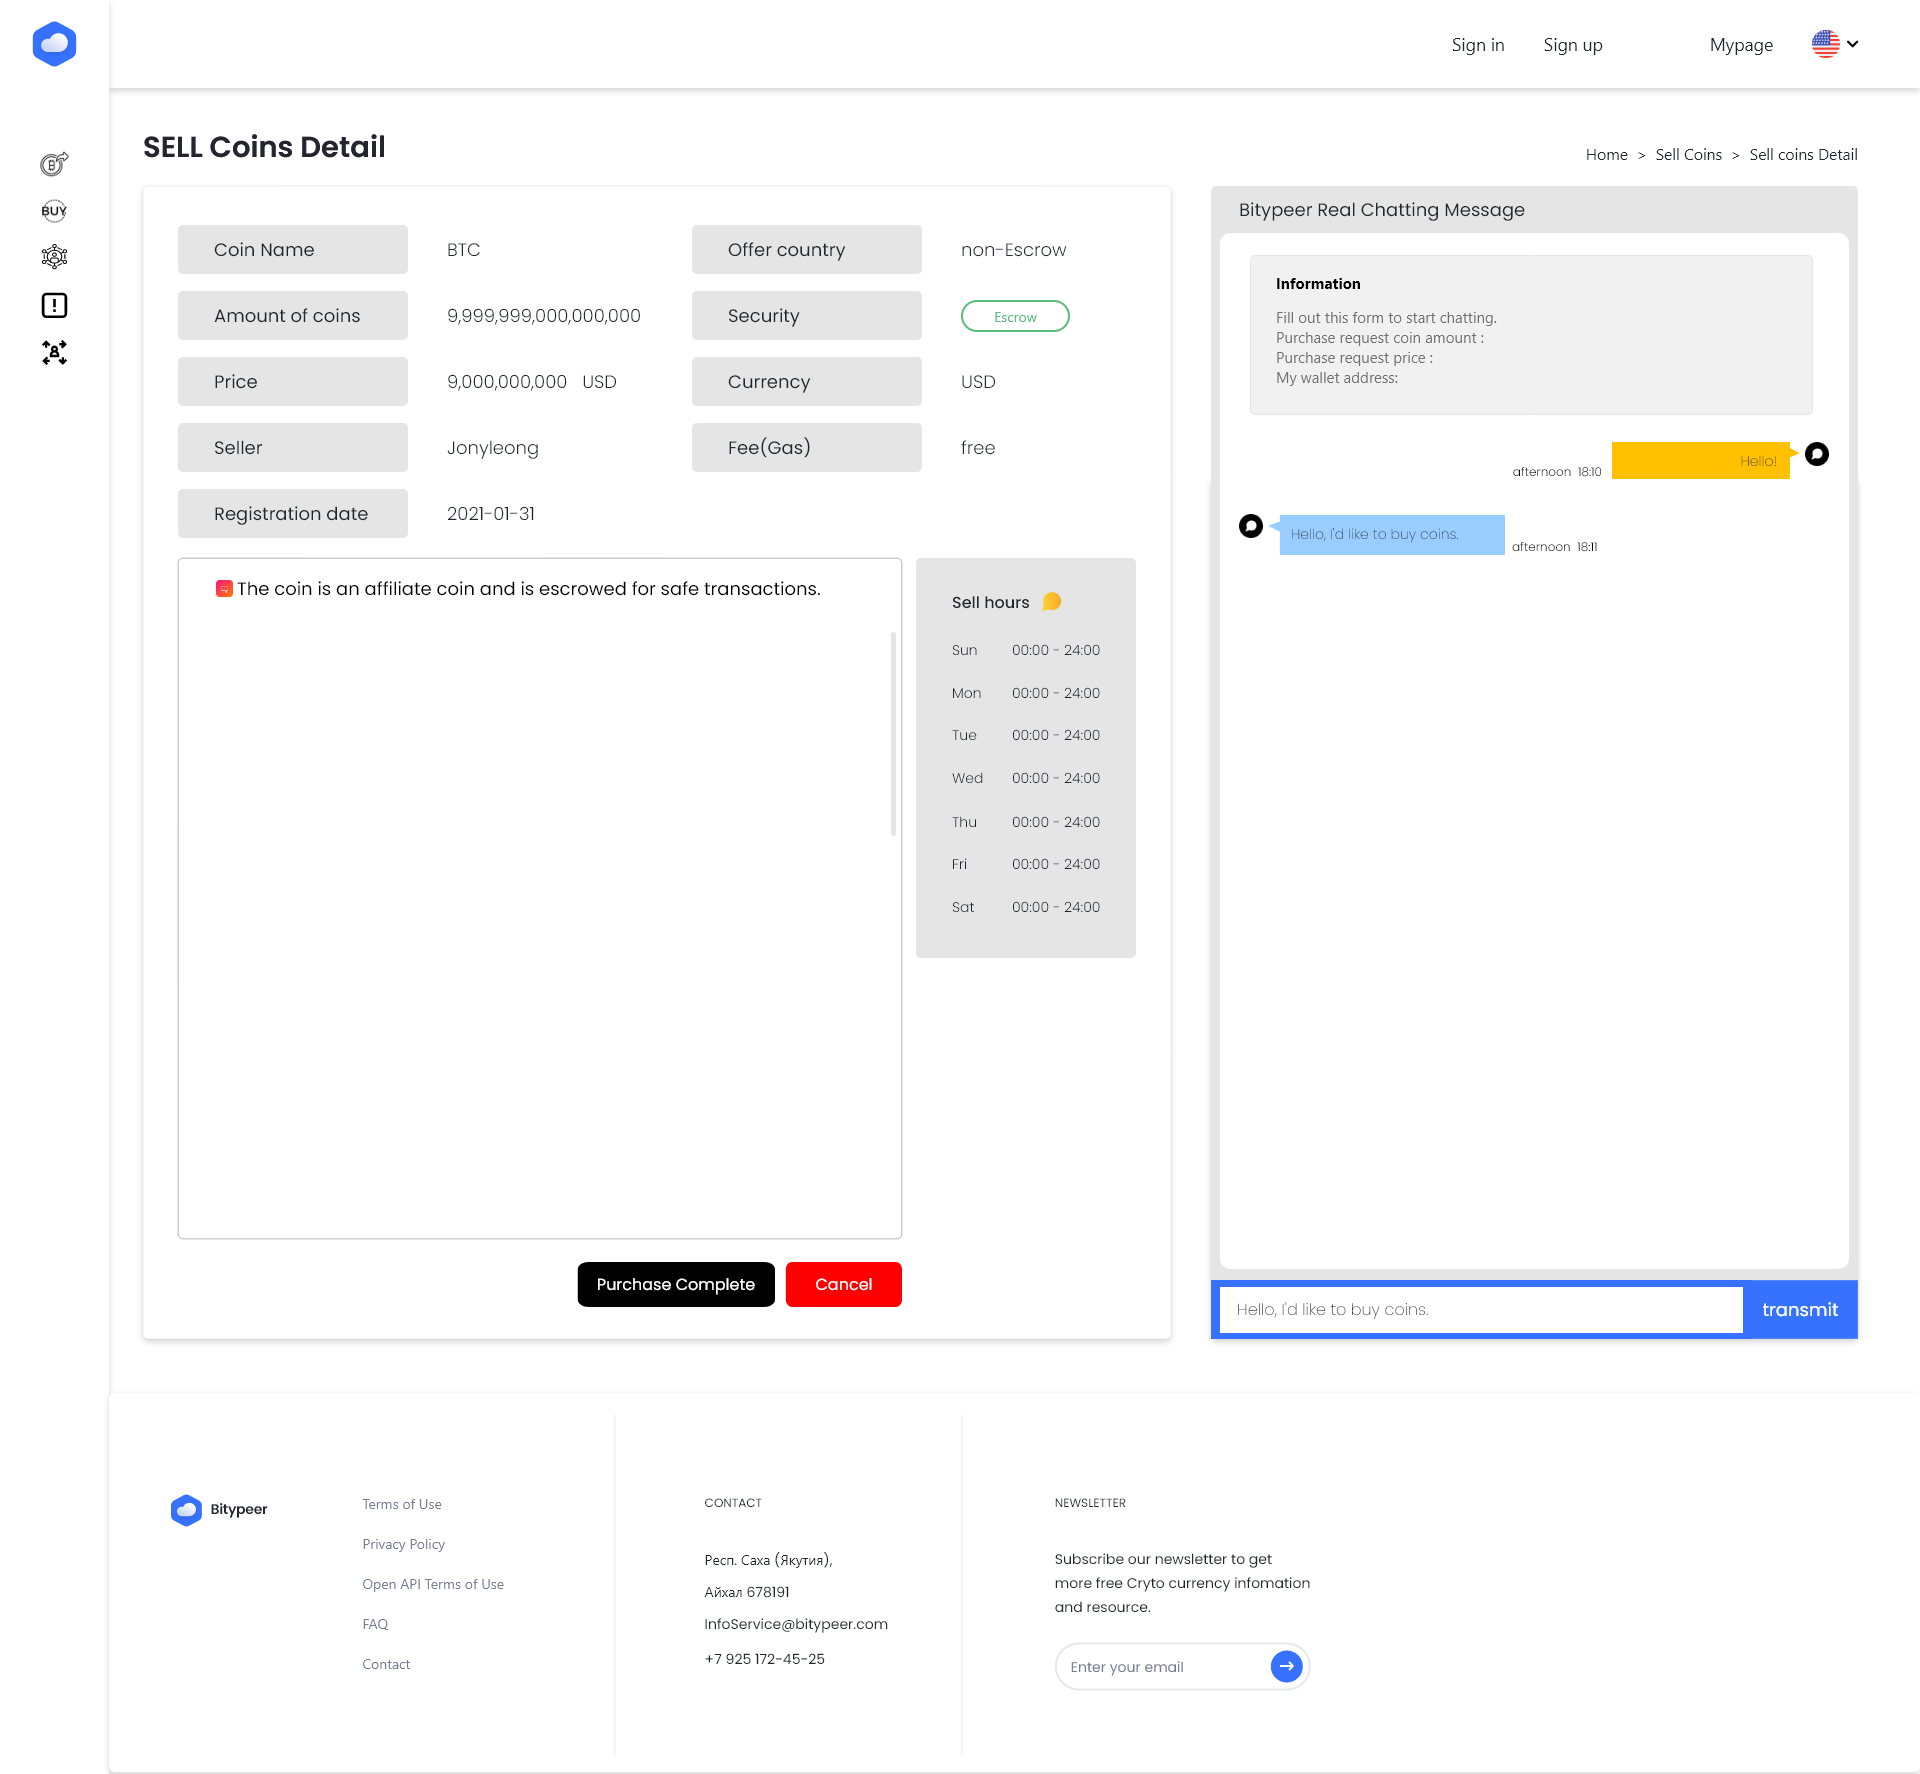 Sign in Sign up Mypage
SELL Coins Detail
Home > Sell Coins > Sell coins Detail
BUY
Coin Name BTC Offer country non-Escrow
Amount of coins 9,999,999,000,000,000 Security Escrow
Price 9,000,000,000 USD Currency USD
Seller Jonyleong Fee(Gas) free
Registration date 2021-01-31
The coin is an affiliate coin and is escrowed for safe transactions.
Sell hours
Sun 00:00 - 24:00
Mon 00:00 - 24:00
Tue 00:00 - 24:00
Wed 00:00 - 24:00
Thu 00:00 - 24:00
Fri 00:00 - 24:00
Sat 00:00 - 24:00
Purchase Complete Cancel
Bitypeer Real Chatting Message
Information
Fill out this form to start chatting.
Purchase request coin amount :
Purchase request price :
My wallet address:
afternoon 18:10 Hello!
Hello, I'd like to buy coins. afternoon 18:11
Hello, I'd like to buy coins. transmit
Bitypeer
Terms of Use
Privacy Policy
Open API Terms of Use
FAQ
Contact
CONTACT
Респ. Саха (Якутия),
Айхал 678191
InfoService@bitypeer.com
+7 925 172-45-25
NEWSLETTER
Subscribe our newsletter to get
more free Cryto currency infomation
and resource.
Enter your email